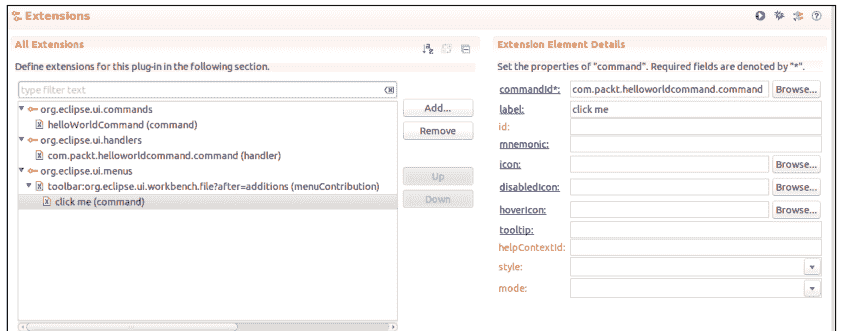 Extensions
All Extensions
Define extensions for this plug-in in the following section.
type filter text
org.eclipse.ui.commands
helloWorldCommand (command)
org.eclipse.ui.handlers
com.packt.helloworldcommand.command (handler)
org.eclipse.ui.menus
toolbar:org.eclipse.ui.workbench.file?after=additions (menuContribution)
click me (command)
Add...
Remove
Up
Down
Extension Element Details
Set the properties of "command". Required fields are denoted by "*".
commandId*: com.packt.helloworldcommand.command Browse...
label: click me
id:
mnemonic:
icon: Browse...
disabledIcon: Browse...
hoverIcon: Browse...
tooltip:
helpContextId:
style:
mode: